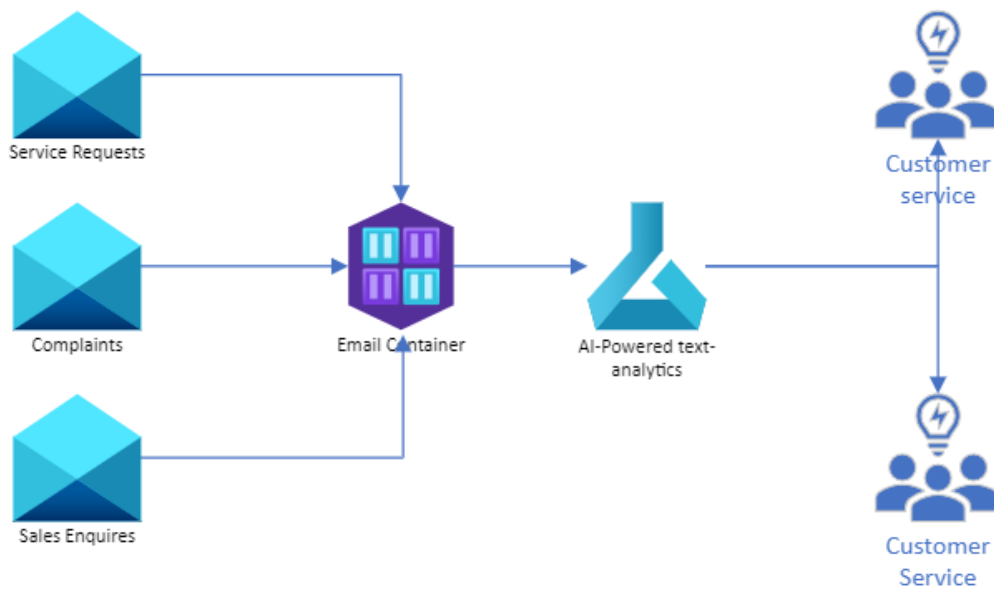 Service Requests
Customer
service
Complaints
Email Container
AI-Powered text-
analytics
Sales Enquires
Customer
Service